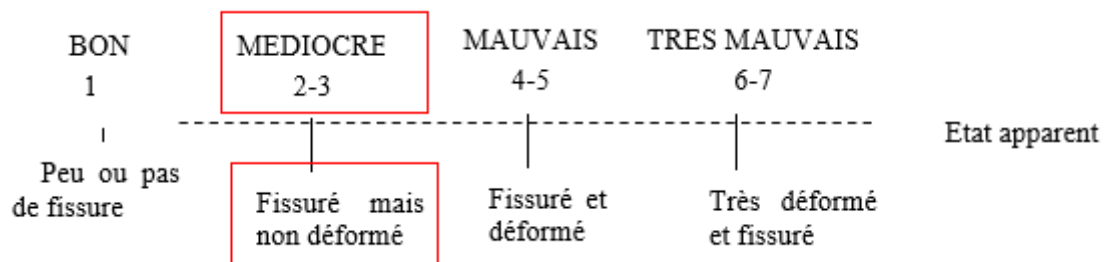 BON MEDIOCRE MAUVAIS TRES MAUVAIS
1 2-3 4-5 6-7
Etat apparent
Peu ou pas
de fissure
Fissuré mais
non déformé
Fissuré et
déformé
Très déformé
et fissuré